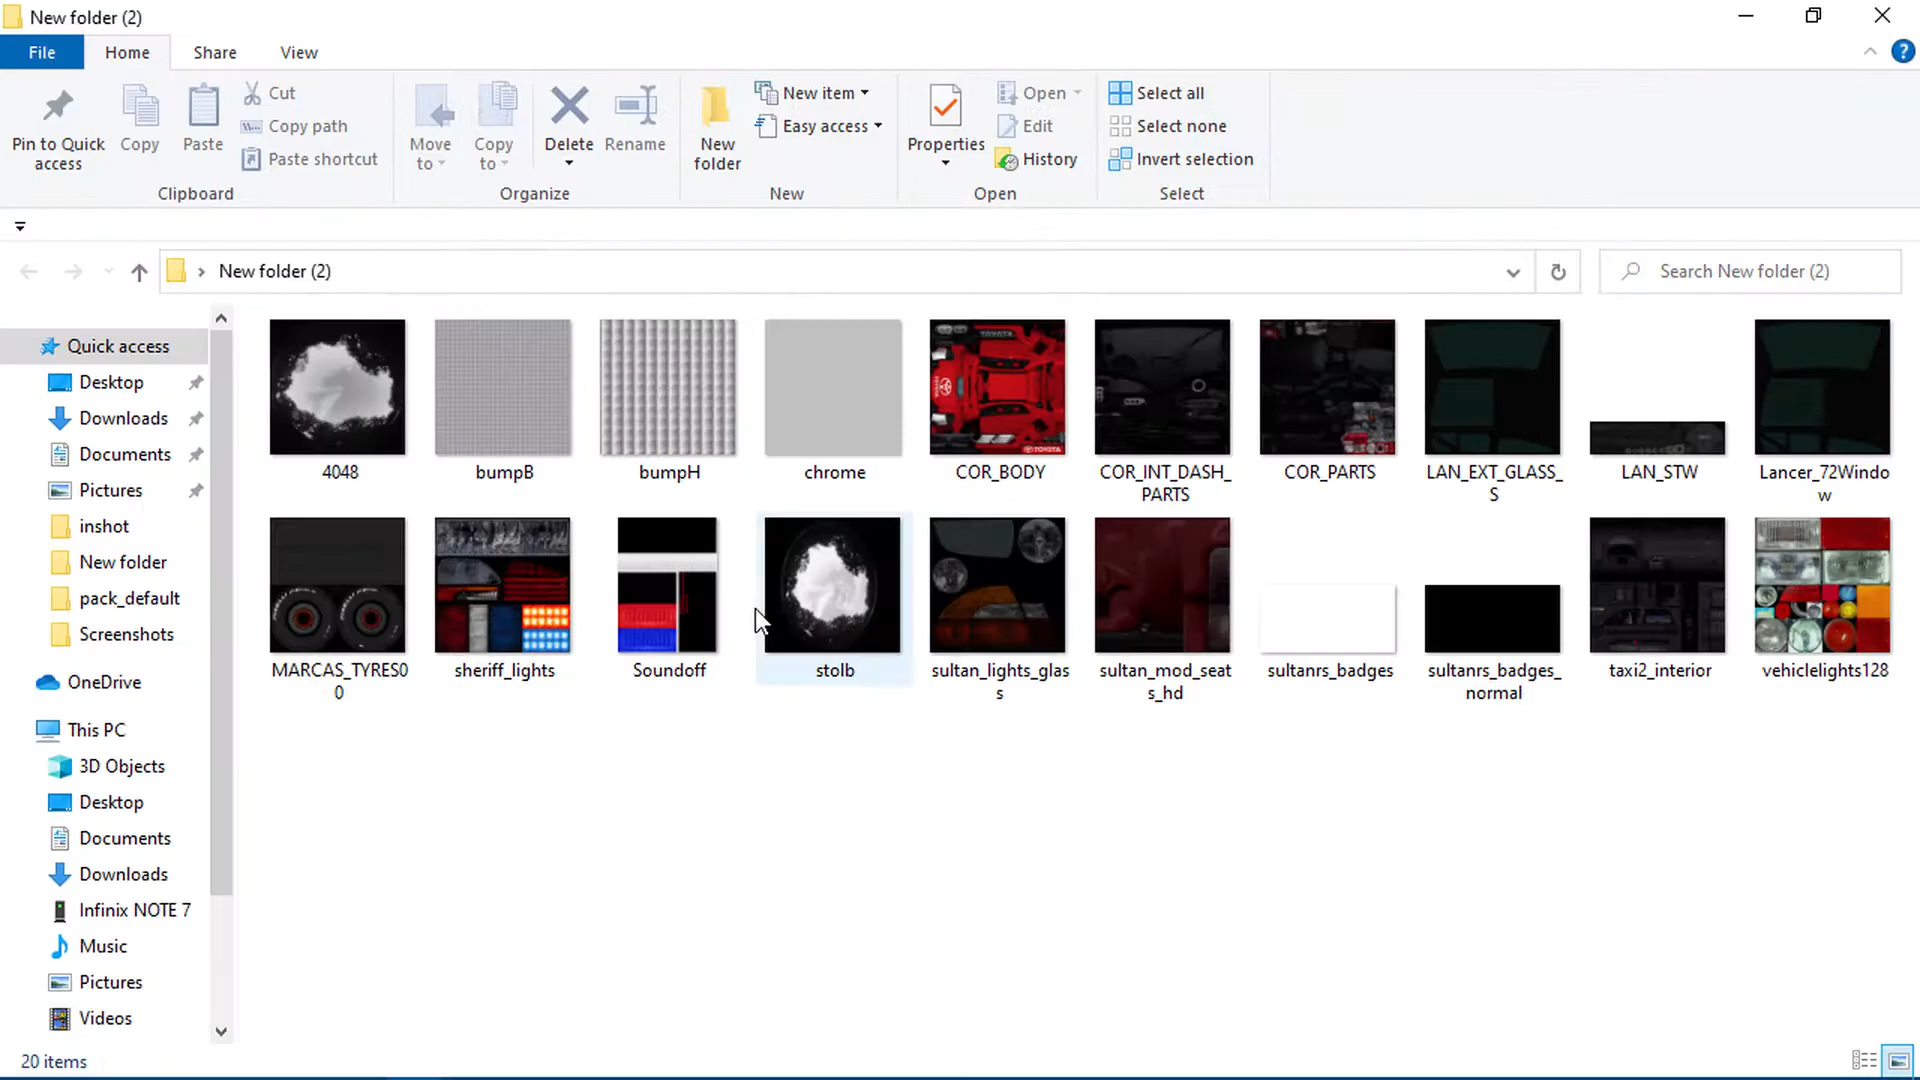 New folder (2)
File
Home
Share
View
Pin to Quick
access
Copy
Paste
Cut
Copy path
Paste shortcut
Clipboard
Move
to
Copy
to
Delete
Rename
Organize
New
folder
New item
Easy access
New
Properties
Open
Edit
History
Open
Select all
Select none
Invert selection
Select
New folder (2)
Search New folder (2)
Quick access
Desktop
Downloads
Documents
Pictures
inshot
New folder
pack_default
Screenshots
OneDrive
This PC
3D Objects
Desktop
Documents
Downloads
Infinix NOTE 7
Music
Pictures
Videos
4048
bumpB
bumpH
chrome
TOYOTA
TOYOTA
COR_BODY
COR_INT_DASH_
PARTS
COR_PARTS
LAN_EXT_GLASS_
S
LAN_STW
Lancer_72Windo
w
MARCAS_TYRES0
0
sheriff_lights
Soundoff
stolb
sultan_lights_glas
s
sultan_mod_seat
s_hd
sultanrs_badges
sultanrs_badges_
normal
taxi2_interior
vehiclelights128
20 items